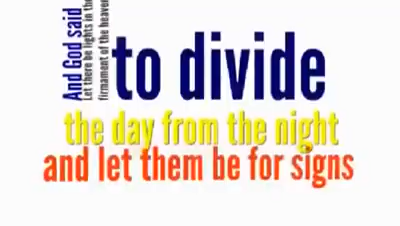 And God said
Let there be lights in the
firmament of the heaven
to divide
the day from the night
and let them be for signs